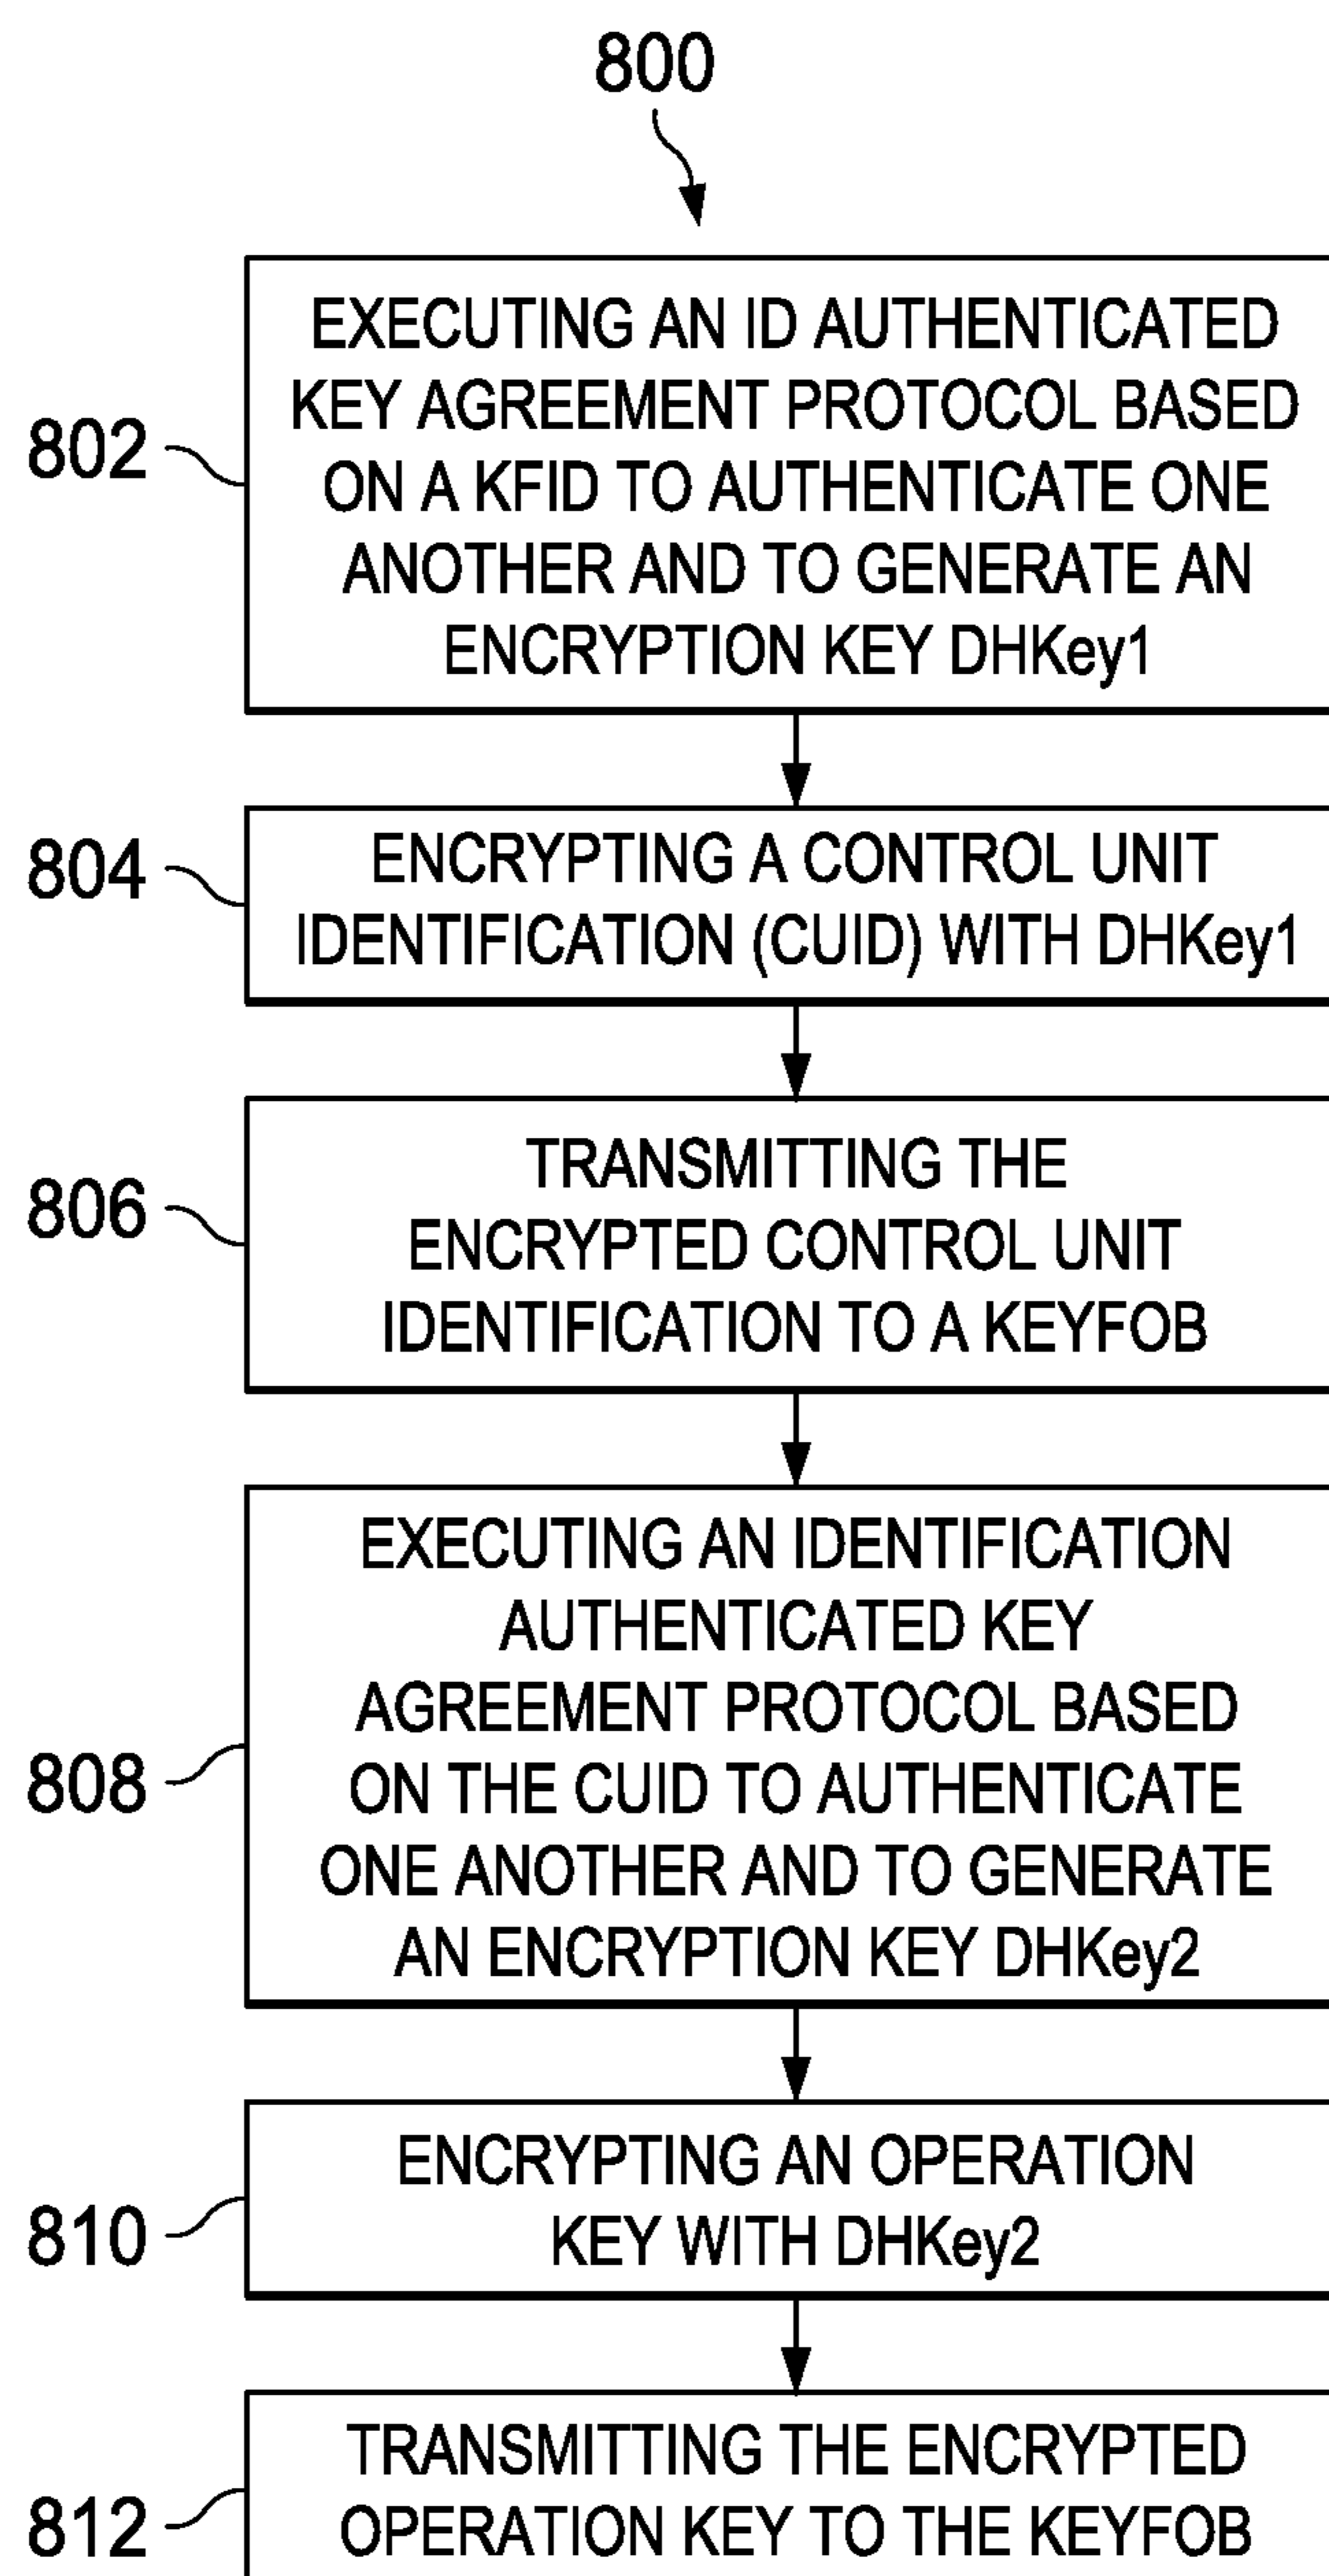 800
802
EXECUTING AN ID AUTHENTICATED
KEY AGREEMENT PROTOCOL BASED
ON A KFID TO AUTHENTICATE ONE
ANOTHER AND TO GENERATE AN
ENCRYPTION KEY DHKey1
804
ENCRYPTING A CONTROL UNIT
IDENTIFICATION (CUID) WITH DHKey1
806
TRANSMITTING THE
ENCRYPTED CONTROL UNIT
IDENTIFICATION TO A KEYFOB
808
EXECUTING AN IDENTIFICATION
AUTHENTICATED KEY
AGREEMENT PROTOCOL BASED
ON THE CUID TO AUTHENTICATE
ONE ANOTHER AND TO GENERATE
AN ENCRYPTION KEY DHKey2
810
ENCRYPTING AN OPERATION
KEY WITH DHKey2
812
TRANSMITTING THE ENCRYPTED
OPERATION KEY TO THE KEYFOB